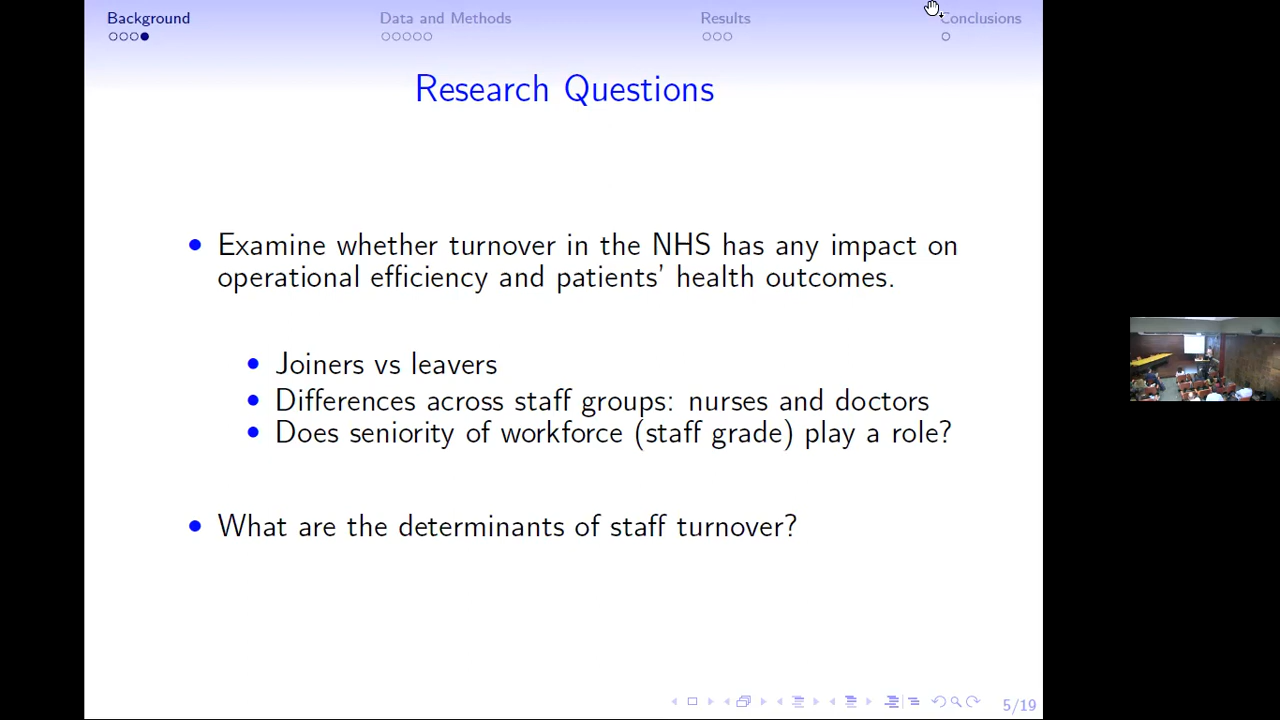 Background
Data and Methods
Results
Conclusions
Research Questions
• Examine whether turnover in the NHS has any impact on
operational efficiency and patients' health outcomes.
• Joiners vs leavers
• Differences across staff groups: nurses and doctors
• Does seniority of workforce (staff grade) play a role?
• What are the determinants of staff turnover?
5/19